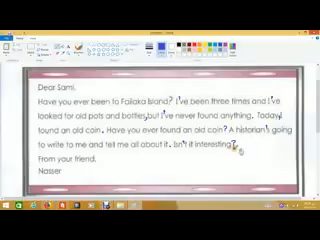 Dear Sami,
Have you ever been to Failaka Island? I've been three times and I've
looked for old pots and bottles, but I've never found anything. Today, I
found an old coin. Have you ever found an old coin? A historian's going
to write to me and tell me all about it. Isn't it interesting?
From your friend,
Nasser